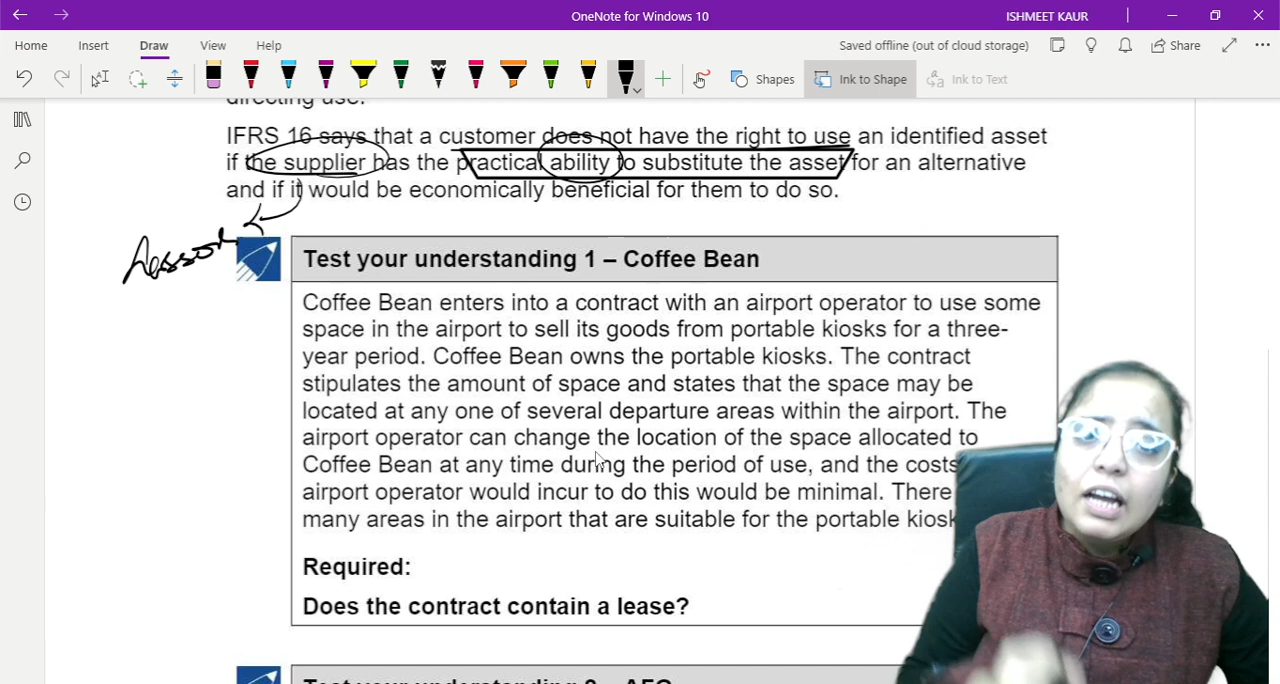 OneNote for Windows 10
ISHMEET KAUR
Home Insert Draw View Help
Saved offline (out of cloud storage)
Share
Shapes
Ink to Shape
Ink to Text
directing use.
IFRS 16 says that a customer does not have the right to use an identified asset
if the supplier has the practical ability to substitute the asset for an alternative
and if it would be economically beneficial for them to do so.
Lessor
Test your understanding 1 – Coffee Bean
Coffee Bean enters into a contract with an airport operator to use some
space in the airport to sell its goods from portable kiosks for a three-
year period. Coffee Bean owns the portable kiosks. The contract
stipulates the amount of space and states that the space may be
located at any one of several departure areas within the airport. The
airport operator can change the location of the space allocated to
Coffee Bean at any time during the period of use, and the costs
airport operator would incur to do this would be minimal. There
many areas in the airport that are suitable for the portable kiosk
Required:
Does the contract contain a lease?